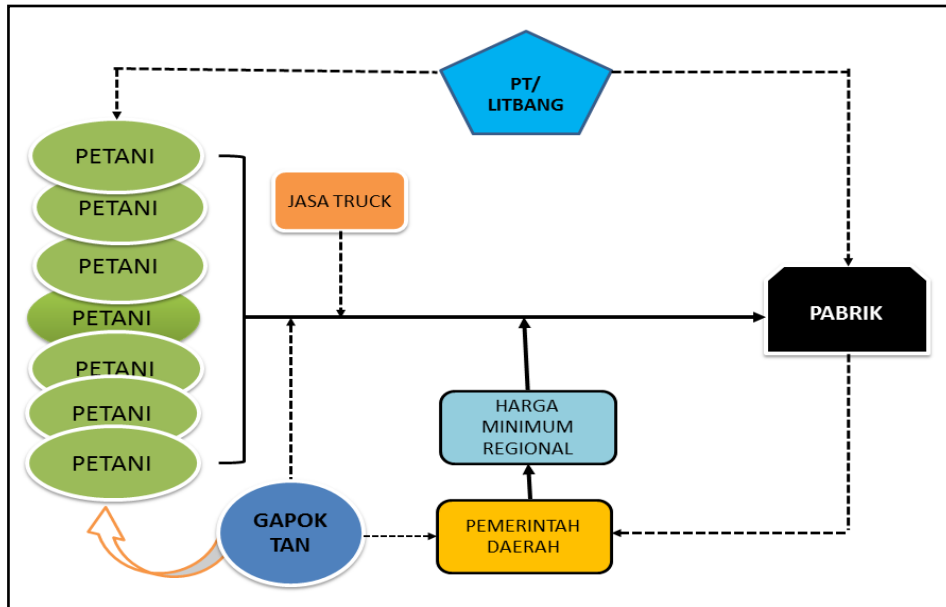 PT/
LITBANG
PETANI
PETANI
PETANI
PETANI
PETANI
PETANI
PETANI
JASA TRUCK
PABRIK
HARGA
MINIMUM
REGIONAL
GAPOK
TAN
PEMERINTAH
DAERAH